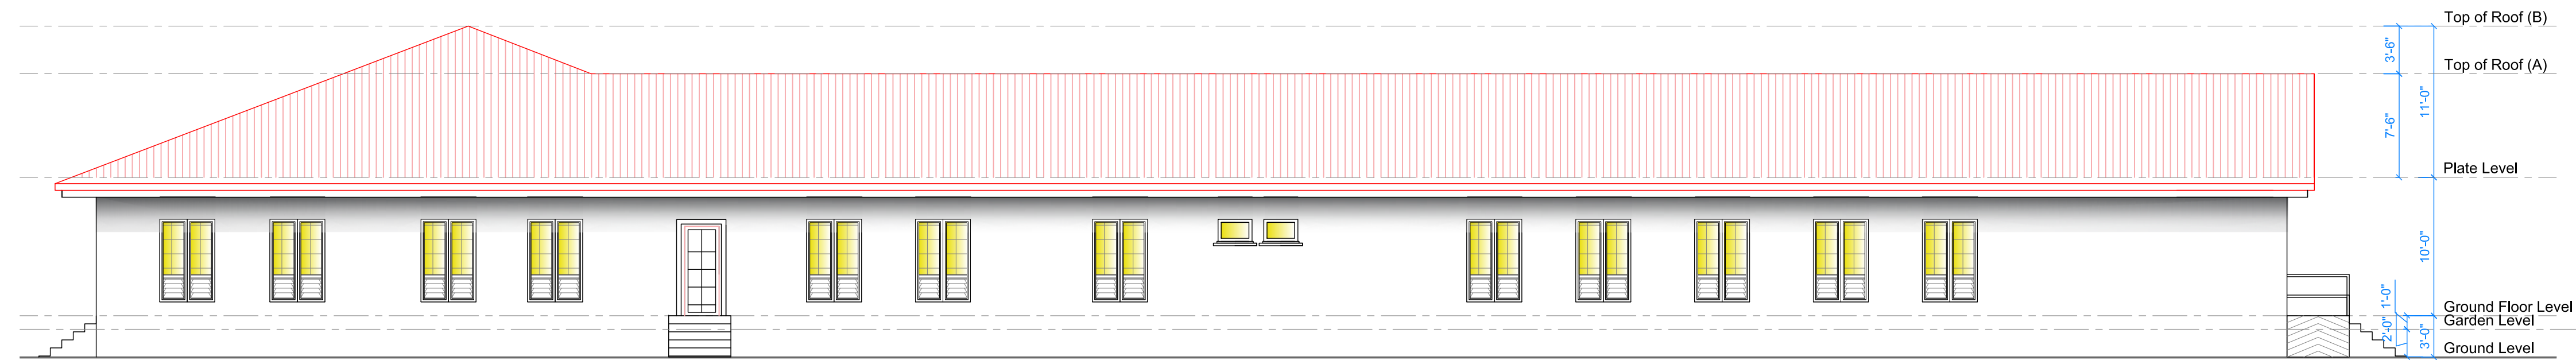 Top of Roof (B)
3'-6"
Top of Roof (A)
7'-6"
11'-0"
Plate Level
10'-0"
1'-0"
Ground Floor Level
Garden Level
2'-0"
3'-0"
Ground Level